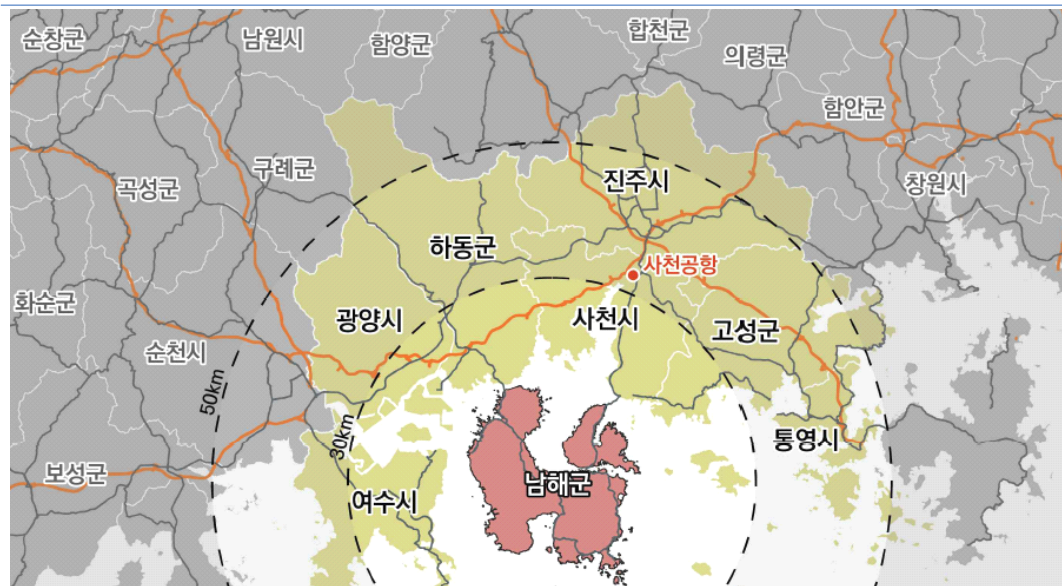 순창군
남원시
함양군
합천군
의령군
함안군
구례군
진주시
곡성군
창원시
하동군
사천공항
화순군
광양시
사천시
고성군
순천시
50km
30km
통영시
보성군
남해군
여수시